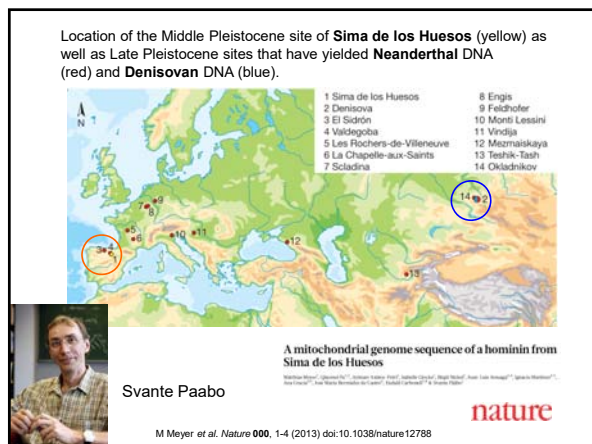 Location of the Middle Pleistocene site of Sima de los Huesos (yellow) as
well as Late Pleistocene sites that have yielded Neanderthal DNA
(red) and Denisovan DNA (blue).
N
1 Sima de los Huesos
2 Denisova
3 El Sidrón
4 Valdegoba
5 Les Rochers-de-Villeneuve
6 La Chapelle-aux-Saints
7 Scladina
8 Engis
9 Feldhofer
10 Monti Lessini
11 Vindija
12 Mezmaiskaya
13 Teshik-Tash
14 Okladnikov
7
9
8
5
6
3
4
1
10
11
12
13
14
2
A mitochondrial genome sequence of a hominin from
Sima de los Huesos
Svante Paabo
nature
M Meyer et al. Nature 000, 1-4 (2013) doi:10.1038/nature12788